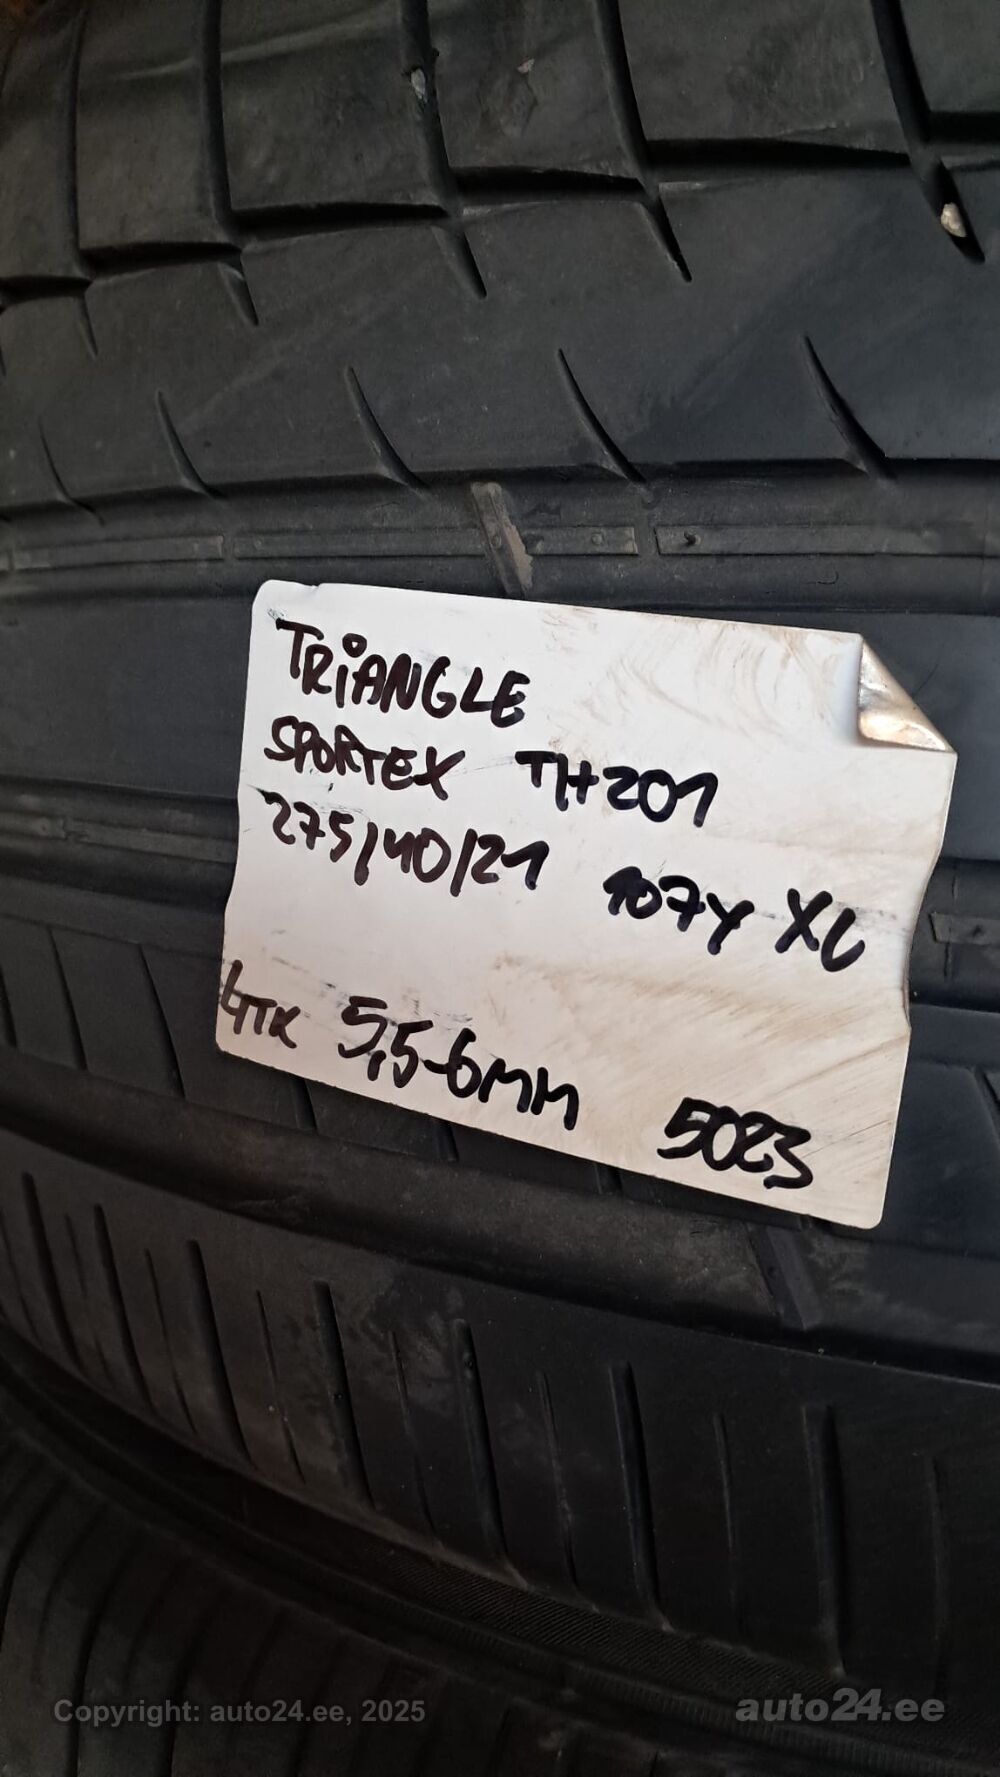 TRiANGLE
SPORTEX TH201
275/40/21 107Y XL
4TK 5,5-6mm 5023
Copyright: auto24.ee, 2025
auto24.ee